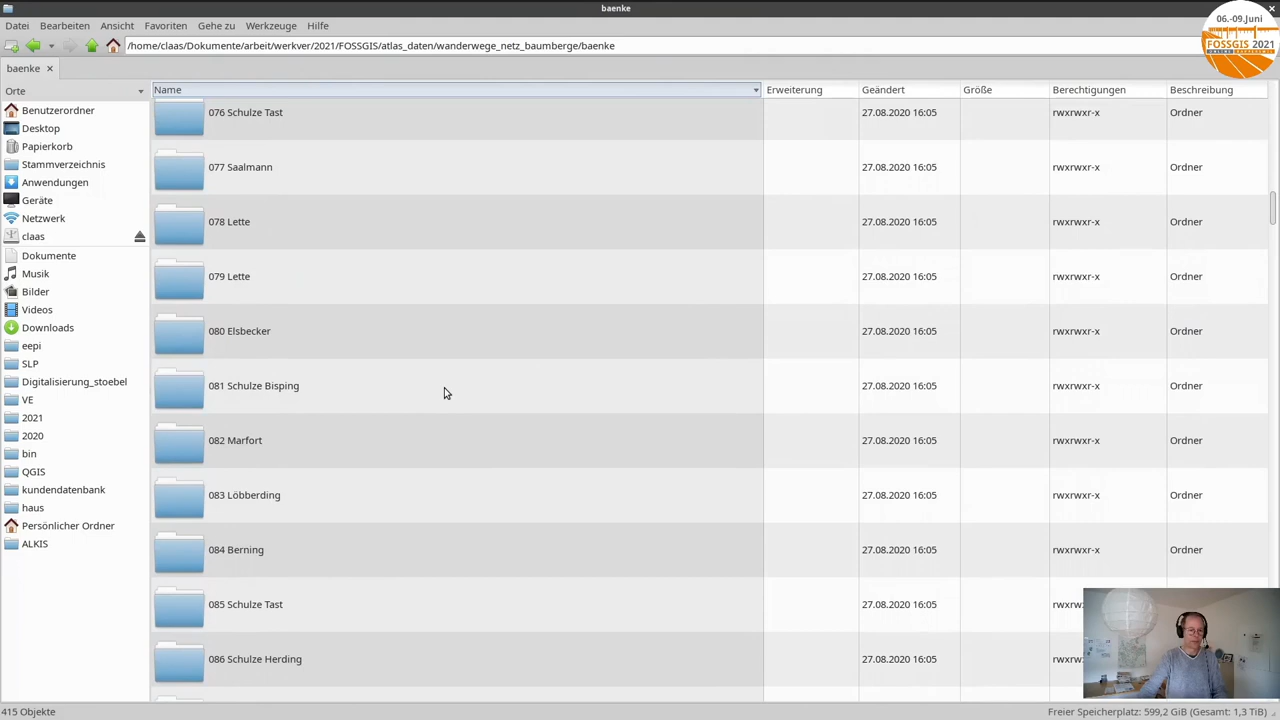 baenke
06.-09.Juni
FOSSGIS 2021
Datei Bearbeiten Ansicht Favoriten Gehe zu Werkzeuge Hilfe
/home/claas/Dokumente/arbeit/werkver/2021/FOSSGIS/atlas_daten/wanderwege_netz_baumberge/baenke
baenke
Orte
Benutzerordner
Desktop
Papierkorb
Stammverzeichnis
Anwendungen
Geräte
Netzwerk
claas
Dokumente
Musik
Bilder
Videos
Downloads
eepi
SLP
Digitalisierung_stoebel
VE
2021
2020
bin
QGIS
kundendatenbank
haus
Persönlicher Ordner
ALKIS
Name Erweiterung Geändert Größe Berechtigungen Beschreibung
076 Schulze Tast 27.08.2020 16:05 rwxrwxr-x Ordner
077 Saalmann 27.08.2020 16:05 rwxrwxr-x Ordner
078 Lette 27.08.2020 16:05 rwxrwxr-x Ordner
079 Lette 27.08.2020 16:05 rwxrwxr-x Ordner
080 Elsbecker 27.08.2020 16:05 rwxrwxr-x Ordner
081 Schulze Bisping 27.08.2020 16:05 rwxrwxr-x Ordner
082 Marfort 27.08.2020 16:05 rwxrwxr-x Ordner
083 Löbberding 27.08.2020 16:05 rwxrwxr-x Ordner
084 Berning 27.08.2020 16:05 rwxrwxr-x Ordner
085 Schulze Tast 27.08.2020 16:05 rwxrw
086 Schulze Herding 27.08.2020 16:05 rwxrw
415 Objekte Freier Speicherplatz: 599,2 GiB (Gesamt: 1,3 TiB)